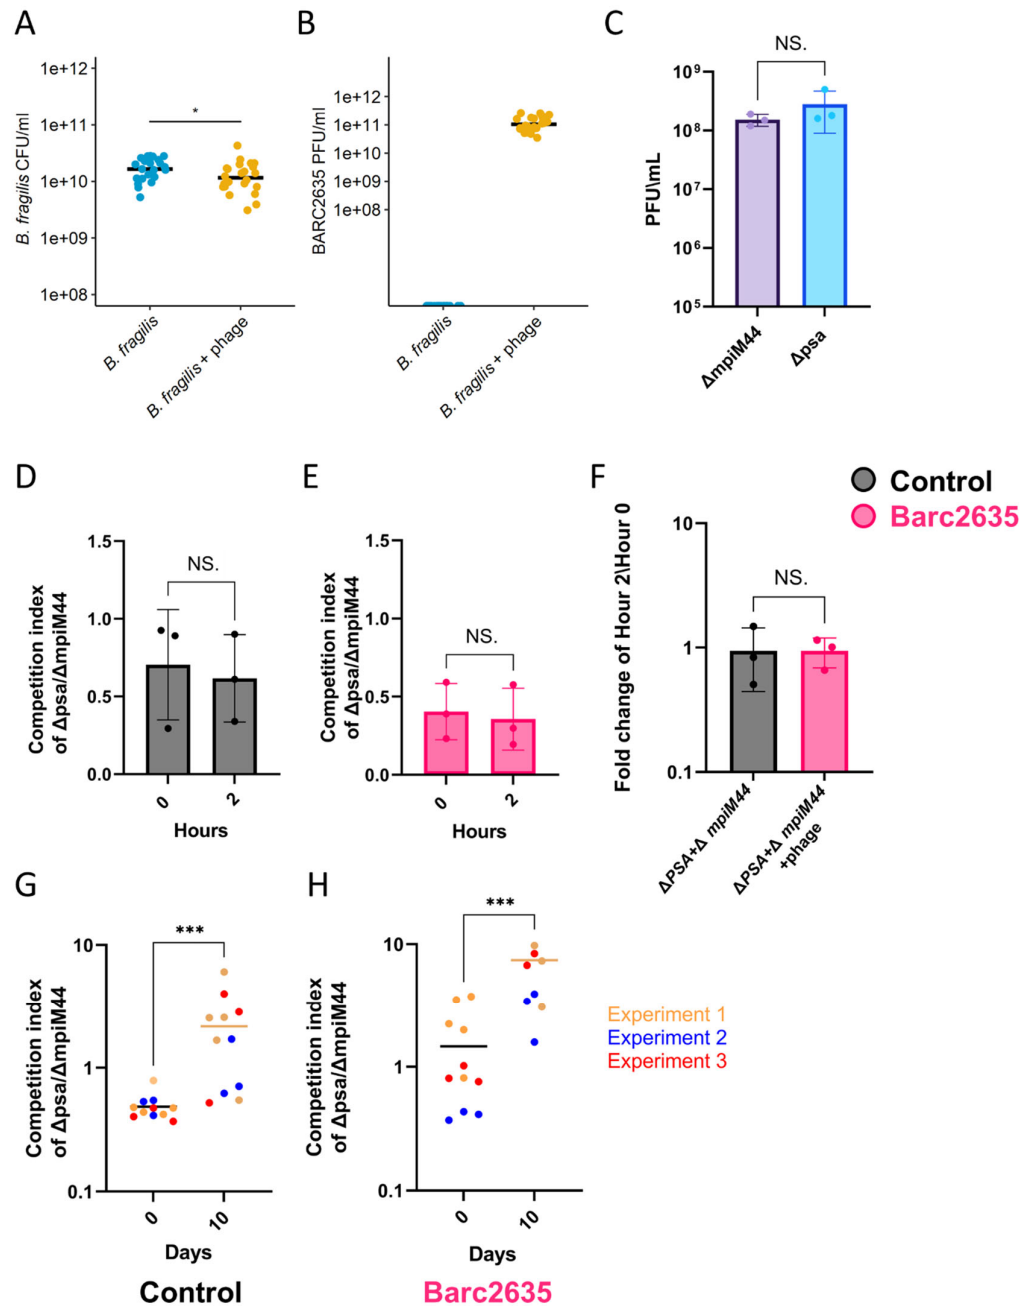 A
B
C
1e+12
1e+11
1e+10
1e+09
1e+08
B. fragilis CFU/ml
*
B. fragilis
B. fragilis + phage
1e+12
1e+11
1e+10
1e+09
1e+08
BARC2635 PFU/ml
B. fragilis
B. fragilis + phage
NS.
10⁹
10⁸
10⁷
10⁶
10⁵
PFU\mL
ΔmpiM44
Δpsa
D
E
F
Control
Barc2635
1.5
1.0
0.5
0.0
Competition index
of Δpsa/ΔmpiM44
NS.
0
2
Hours
1.5
1.0
0.5
0.0
Competition index
of Δpsa/ΔmpiM44
NS.
0
2
Hours
10
1
0.1
Fold change of Hour 2\Hour 0
NS.
ΔPSA+Δ mpiM44
ΔPSA+Δ mpiM44
+phage
G
H
10
1
0.1
Competition index
of Δpsa/ΔmpiM44
***
0
10
Days
Control
10
1
0.1
Competition index
of Δpsa/ΔmpiM44
***
0
10
Days
Barc2635
Experiment 1
Experiment 2
Experiment 3